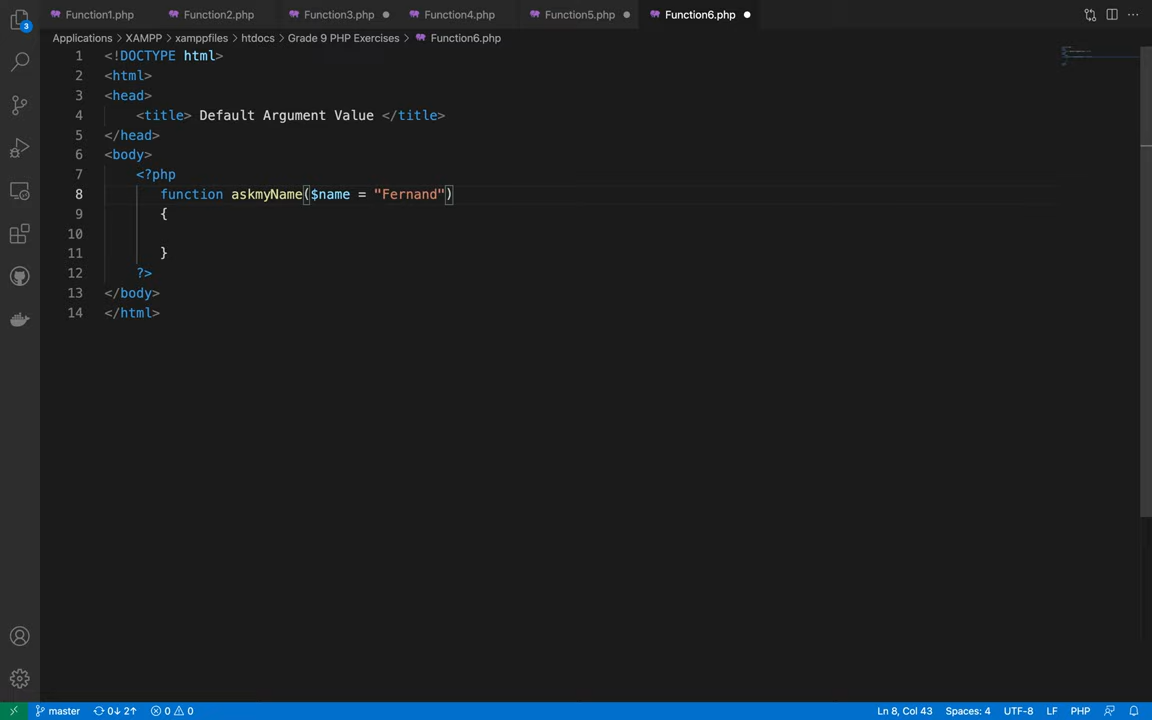 Function1.php Function2.php Function3.php Function4.php Function5.php Function6.php
Applications XAMPP xamppfiles htdocs Grade 9 PHP Exercises Function6.php
1 <!DOCTYPE html>
2 <html>
3 <head>
4 <title> Default Argument Value </title>
5 </head>
6 <body>
7 <?php
8 function askmyName($name = "Fernand")
9 {
10
11 }
12 ?>
13 </body>
14 </html>
3
master 0↓ 2↑ 0 0 Ln 8, Col 43 Spaces: 4 UTF-8 LF PHP